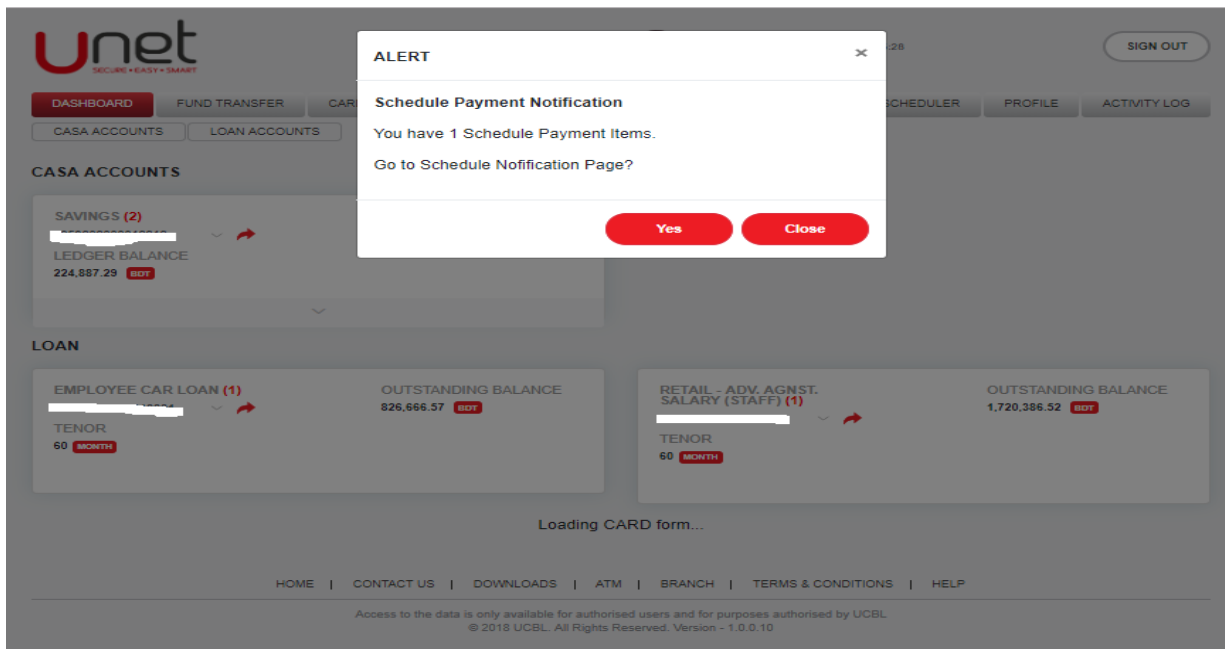 unet
SECURE • EASY • SMART
:28
SIGN OUT
DASHBOARD FUND TRANSFER SCHEDULER PROFILE ACTIVITY LOG
CASA ACCOUNTS LOAN ACCOUNTS
ALERT ×
Schedule Payment Notification
You have 1 Schedule Payment Items.
Go to Schedule Nofification Page?
Yes Close
CASA ACCOUNTS
SAVINGS (2)
LEDGER BALANCE
224,887.29 BDT
LOAN
EMPLOYEE CAR LOAN (1) OUTSTANDING BALANCE
826,666.57 BDT
TENOR
60 MONTH
RETAIL - ADV. AGNST. OUTSTANDING BALANCE
SALARY (STAFF) (1) 1,720,386.52 BDT
TENOR
60 MONTH
Loading CARD form...
HOME | CONTACT US | DOWNLOADS | ATM | BRANCH | TERMS & CONDITIONS | HELP
Access to the data is only available for authorised users and for purposes authorised by UCBL
© 2018 UCBL. All Rights Reserved. Version - 1.0.0.10